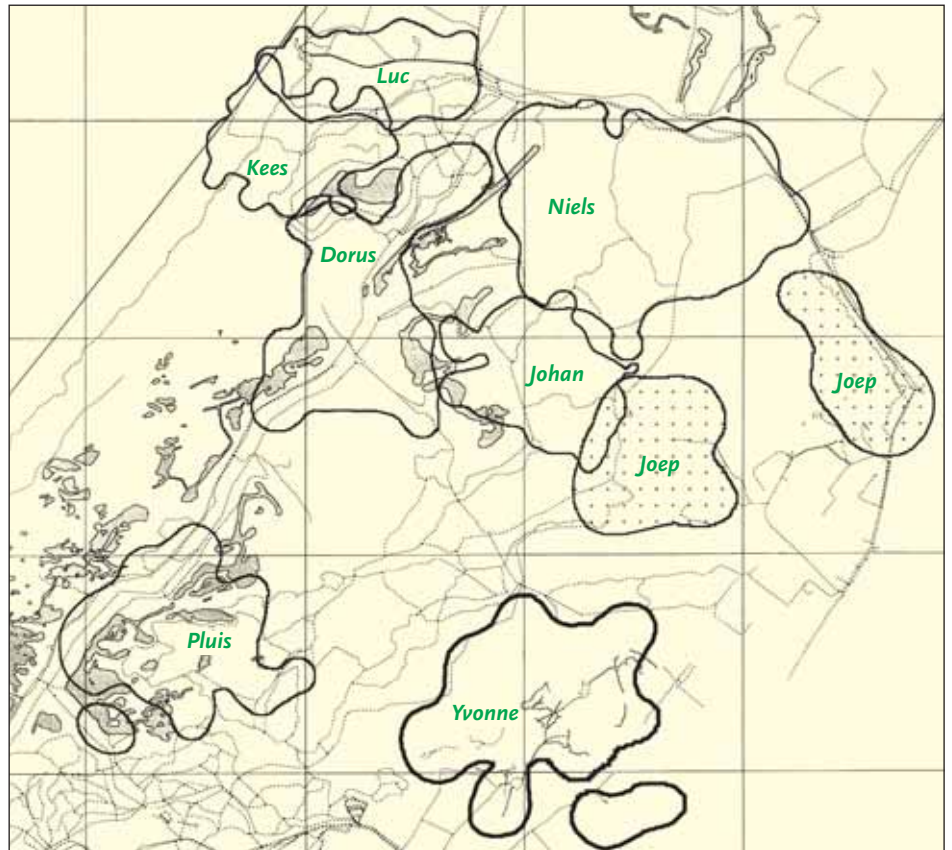 Luc
Kees
Niels
Dorus
Johan
Joep
Joep
Pluis
Yvonne